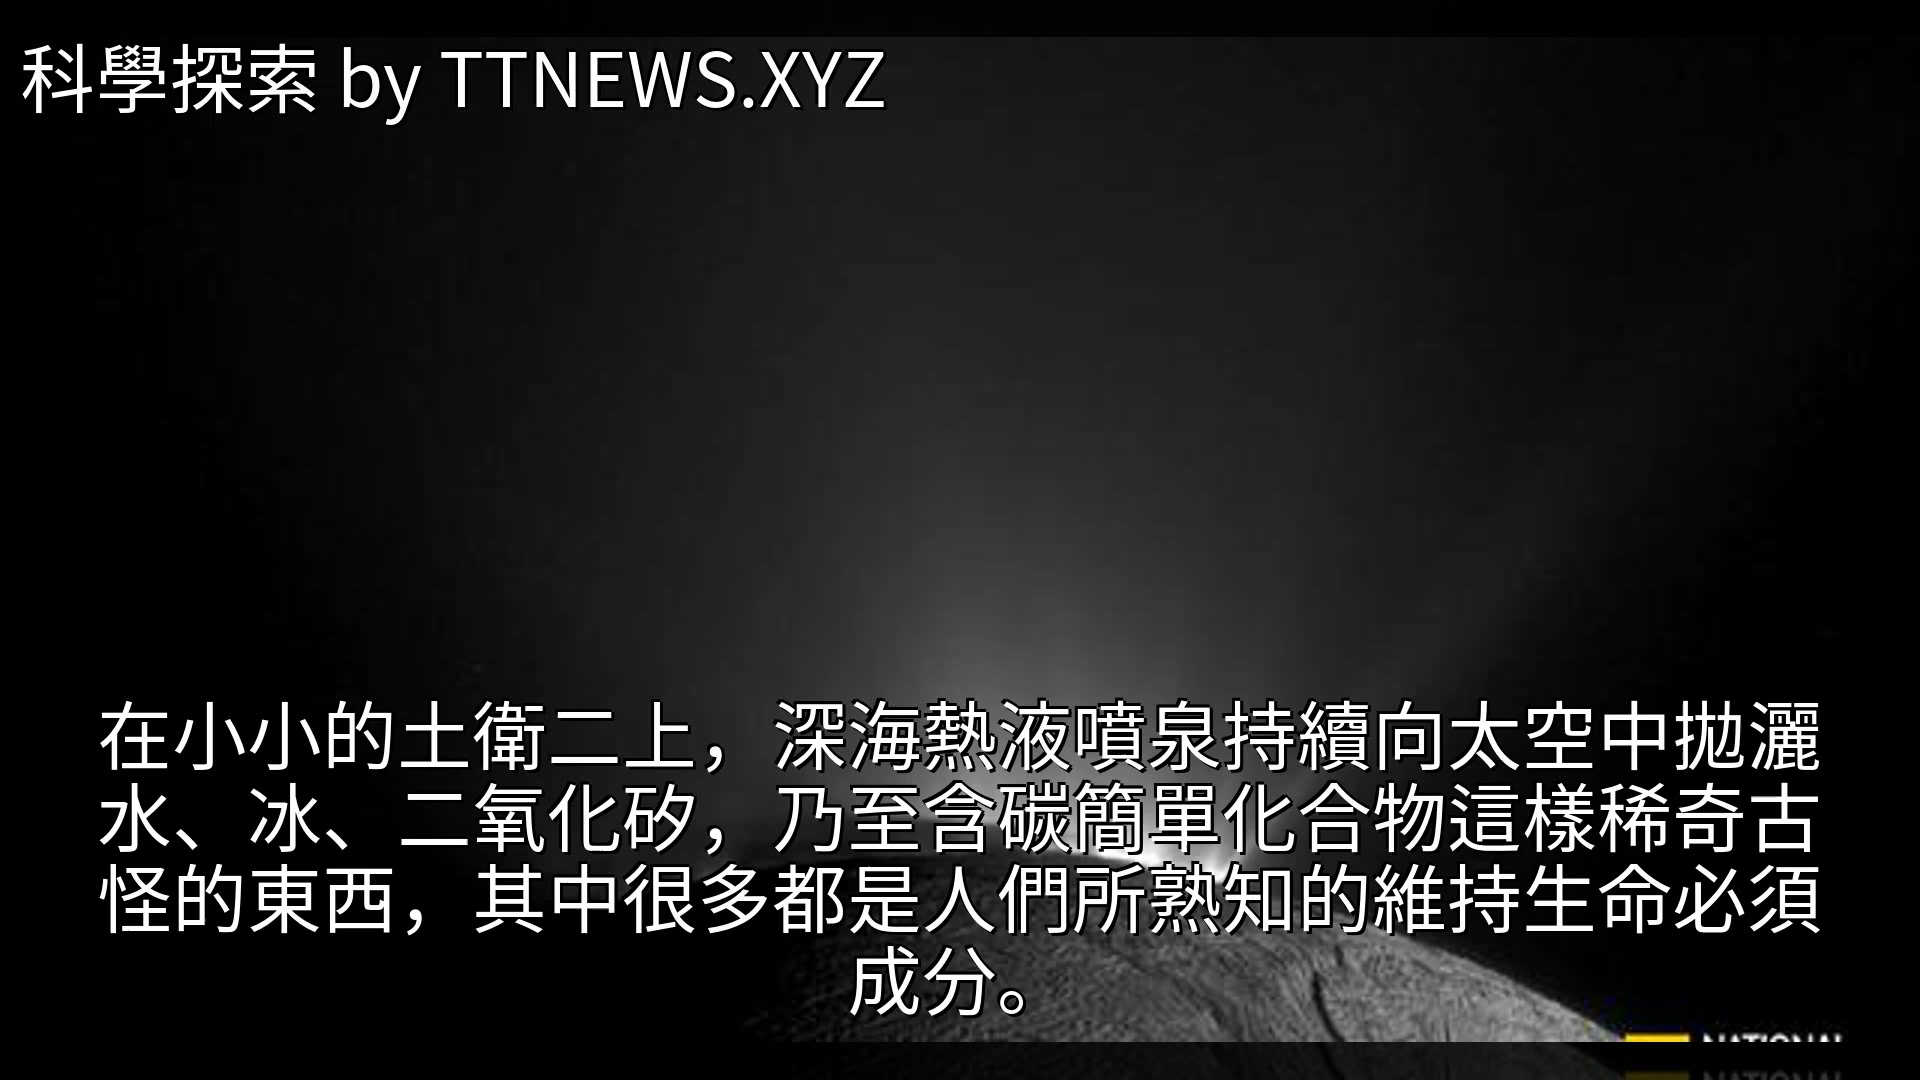 科學探索 by TTNEWS.XYZ
在小小的土衛二上，深海熱液噴泉持續向太空中拋灑
水、冰、二氧化矽，乃至含碳簡單化合物這樣稀奇古
怪的東西，其中很多都是人們所熟知的維持生命必須
成分。
NATIONAL